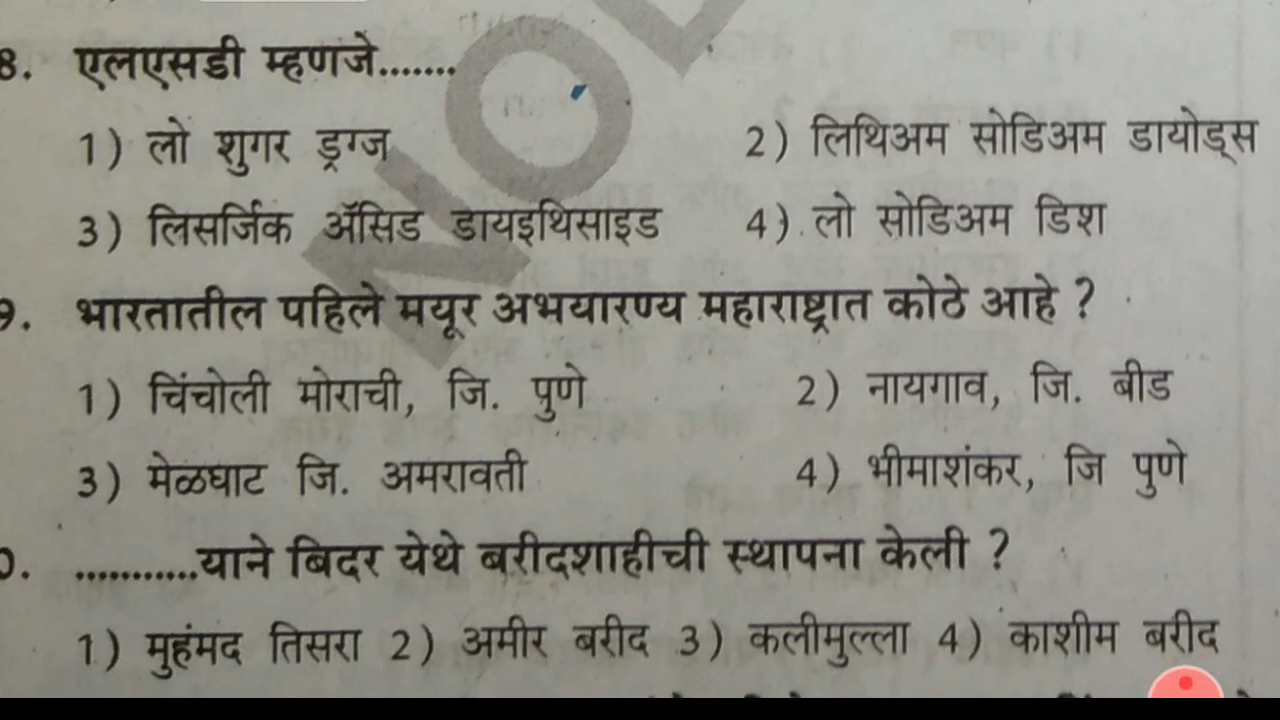 8. एलएसडी म्हणजे.......
1) लो शुगर ड्रग्ज 2) लिथिअम सोडिअम डायोड्स
3) लिसर्जिक ॲसिड डायइथिसाइड 4) लो सोडिअम डिश
9. भारतातील पहिले मयूर अभयारण्य महाराष्ट्रात कोठे आहे ?
1) चिंचोली मोराची, जि. पुणे 2) नायगाव, जि. बीड
3) मेळघाट जि. अमरावती 4) भीमाशंकर, जि पुणे
0. ...........याने बिदर येथे बरीदशाहीची स्थापना केली ?
1) मुहंमद तिसरा 2) अमीर बरीद 3) कलीमुल्ला 4) काशीम बरीद